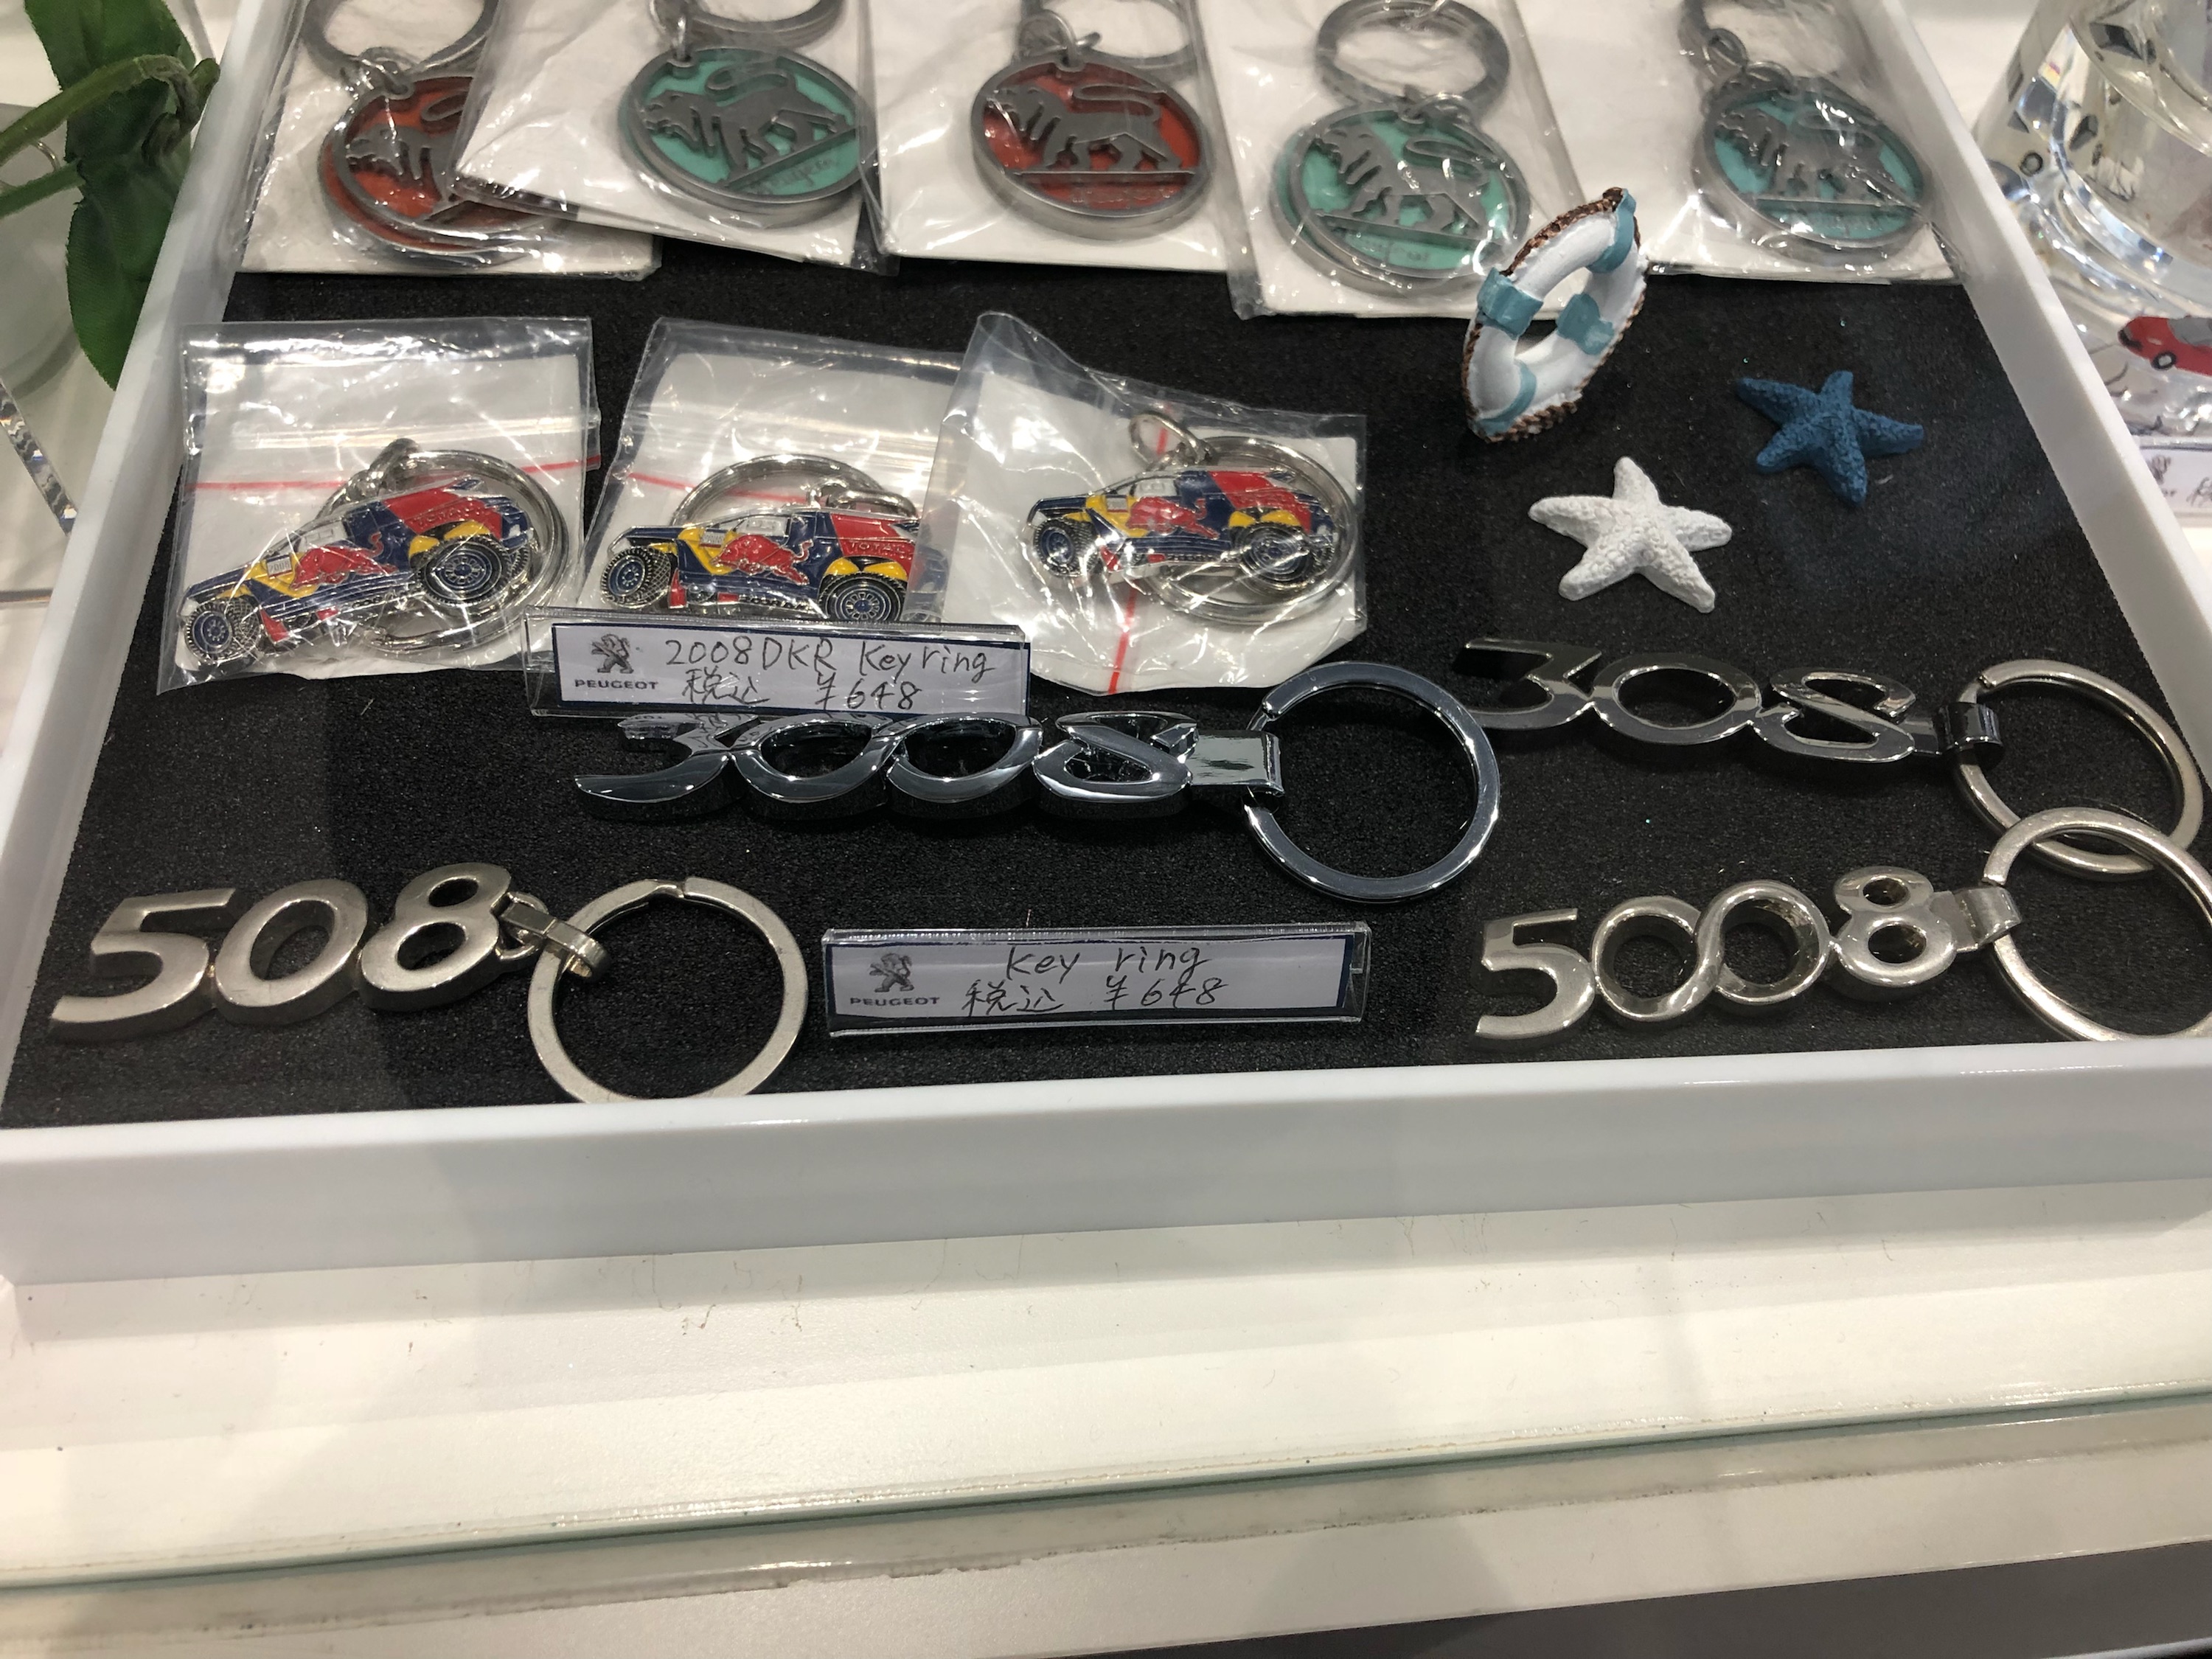 2008DKR Key ring
PEUGEOT
税込 ¥648
3008
308
508
5008
key ring
PEUGEOT
税込 ¥648